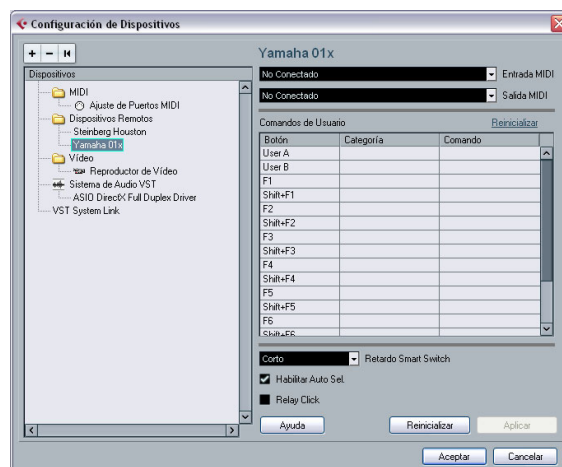 Configuración de Dispositivos
Yamaha 01x
Dispositivos
MIDI
Ajuste de Puertos MIDI
Dispositivos Remotos
Steinberg Houston
Yamaha 01x
Vídeo
Reproductor de Vídeo
Sistema de Audio VST
ASIO DirectX Full Duplex Driver
VST System Link
No Conectado Entrada MIDI
No Conectado Salida MIDI
Comandos de Usuario Reinicializar
Botón Categoría Comando
User A
User B
F1
Shift+F1
F2
Shift+F2
F3
Shift+F3
F4
Shift+F4
F5
Shift+F5
F6
Shift+F6
Corto Retardo Smart Switch
Habilitar Auto Sel.
Relay Click
Ayuda Reinicializar Aplicar
Aceptar Cancelar